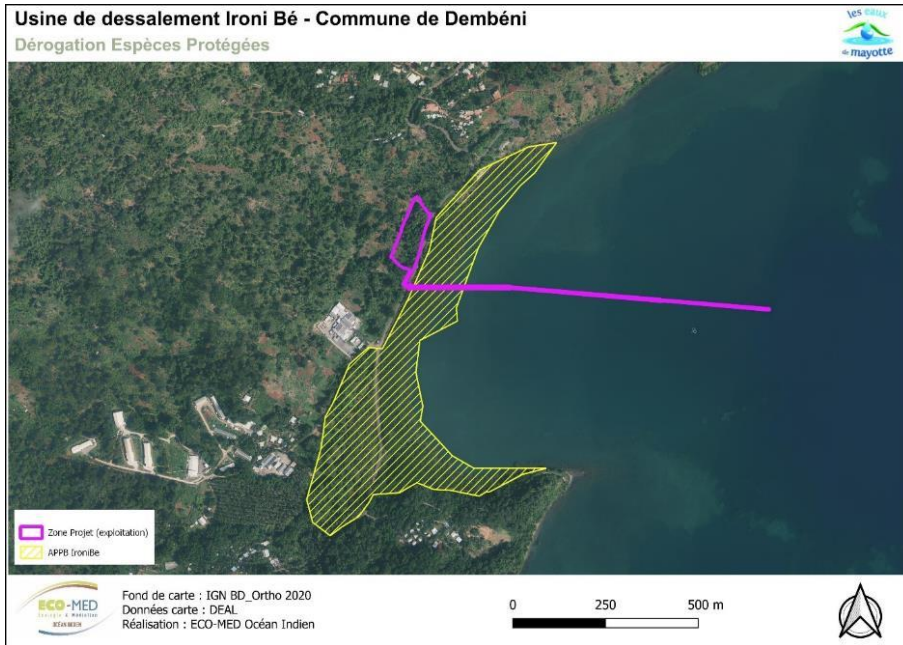 Usine de dessalement Ironi Bé - Commune de Dembéni
Dérogation Espèces Protégées
les eaux
de mayotte
Zone Projet (exploitation)
APPB IroniBe
ECO-MED
OCÉAN INDIEN
Fond de carte : IGN BD_Ortho 2020
Données carte : DEAL
Réalisation : ECO-MED Océan Indien
0 250 500 m